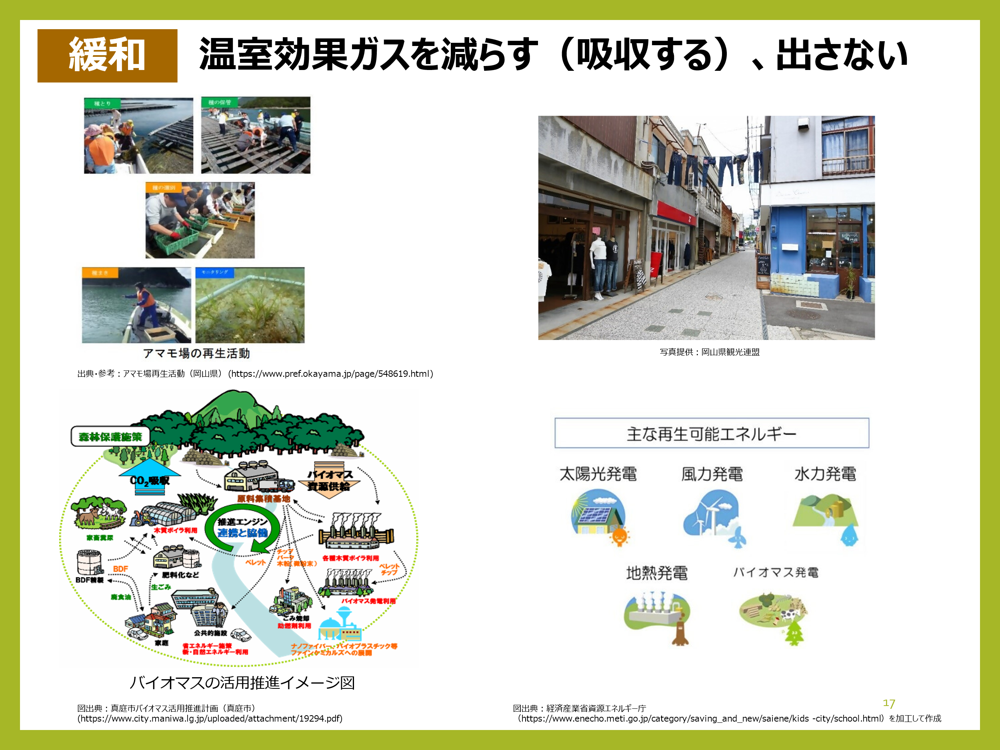 緩和
温室効果ガスを減らす（吸収する）、出さない
種とり
種の保管
種の選別
種まき
モニタリング
アマモ場の再生活動
出典･参考：アマモ場再生活動（岡山県）(https://www.pref.okayama.jp/page/548619.html)
Z
レディース
写真提供：岡山県観光連盟
森林保護施策
CO₂吸収
バイオマス
資源供給
原料集積基地
推進エンジン
連携と協働
木質ボイラ利用
家畜糞尿
チップ
バーク
木粉(微粉末)
ペレット
各種木質ボイラ利用
ペレット
チップ
BDF
BDF精製
肥料化など
生ごみ
廃食油
バイオマス発電利用
ごみ焼却
助燃剤利用
公共的施設
家庭
省エネルギー施策
新・自然エネルギー利用
ナノファイバー、バイオプラスチック等
ファインケミカルズへの展開
バイオマスの活用推進イメージ図
図出典：真庭市バイオマス活用推進計画（真庭市）
(https://www.city.maniwa.lg.jp/uploaded/attachment/19294.pdf)
主な再生可能エネルギー
太陽光発電
風力発電
水力発電
地熱発電
バイオマス発電
図出典：経済産業省資源エネルギー庁
（https://www.enecho.meti.go.jp/category/saving_and_new/saiene/kids -city/school.html）を加工して作成
17